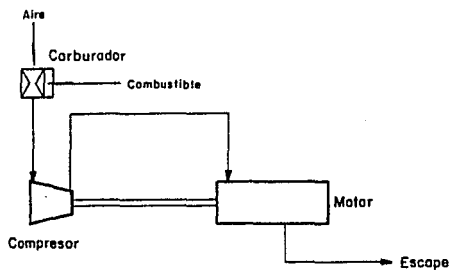 Aire
Carburador
Combustible
Motor
Compresor
Escape